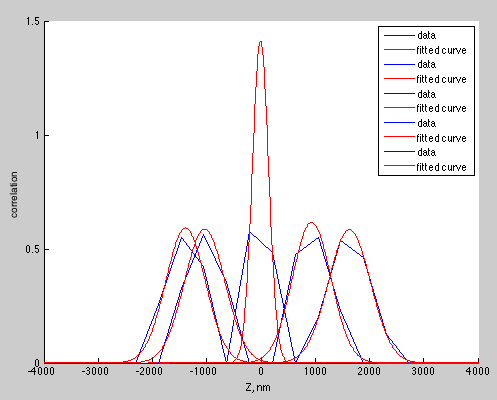 1.5
1
0.5
0
correlation
-4000 -3000 -2000 -1000 0 1000 2000 3000 4000
Z, nm
data
fitted curve
data
fitted curve
data
fitted curve
data
fitted curve
data
fitted curve